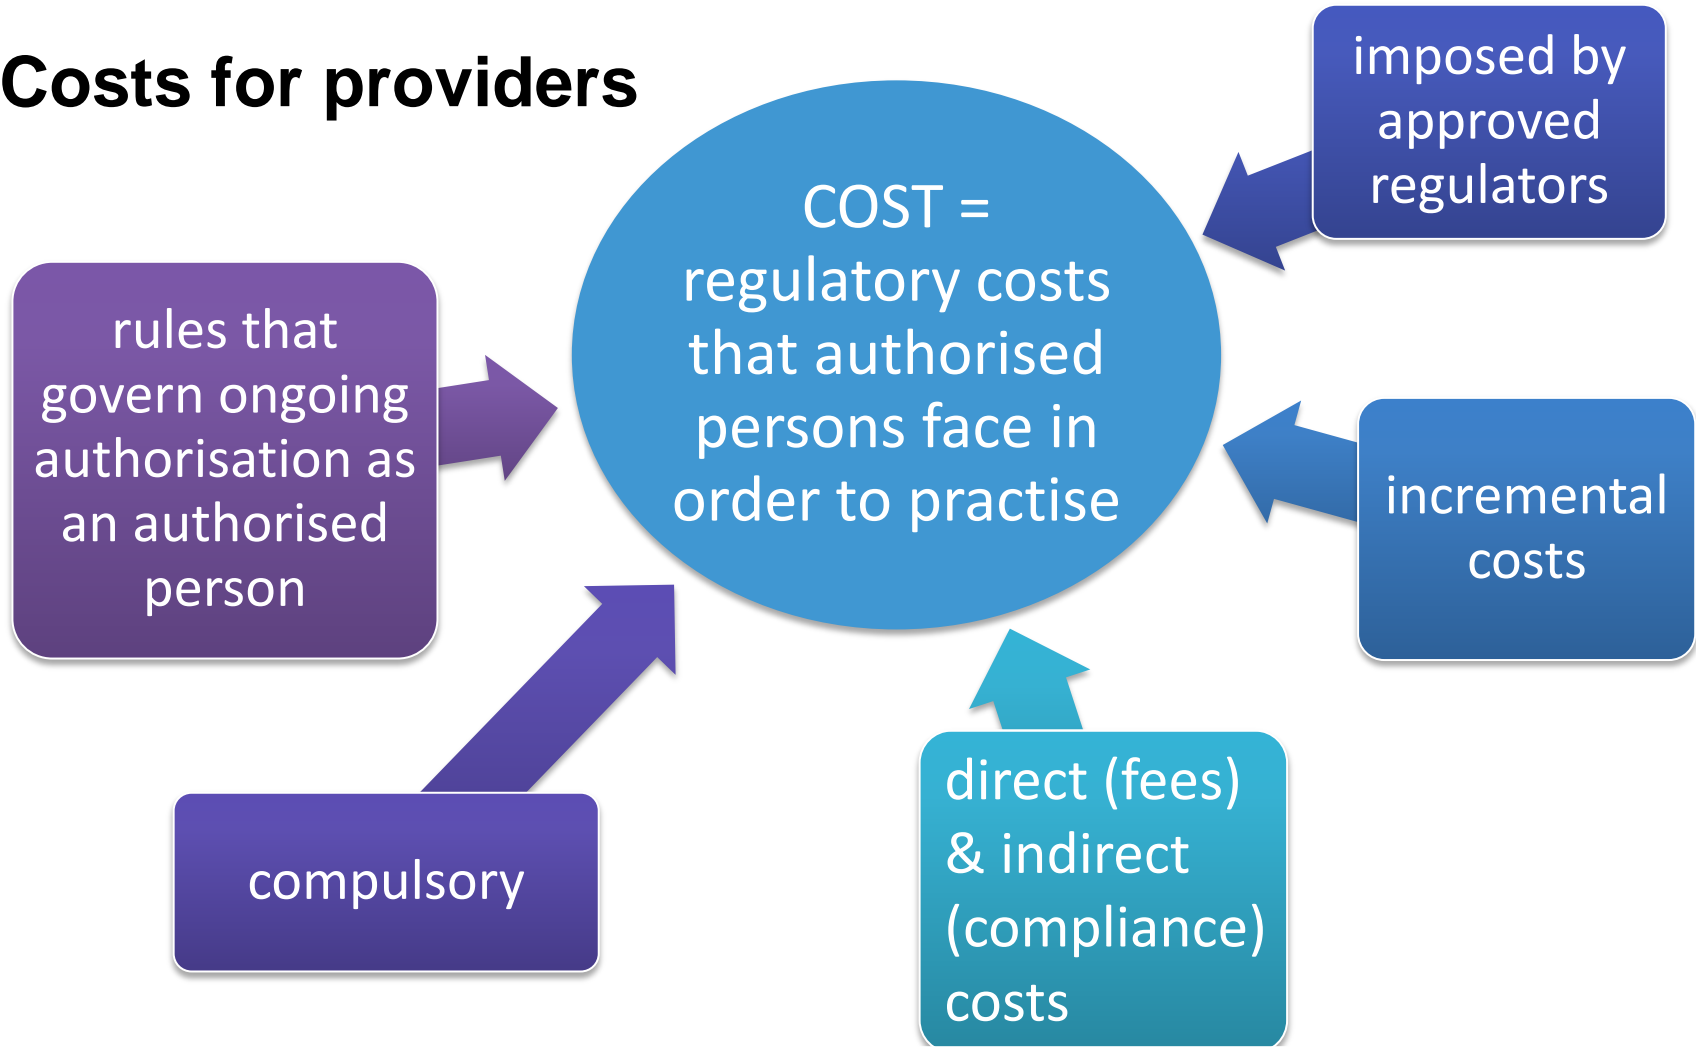 Costs for providers
COST =
regulatory costs
that authorised
persons face in
order to practise
imposed by
approved
regulators
incremental
costs
direct (fees)
& indirect
(compliance)
costs
compulsory
rules that
govern ongoing
authorisation as
an authorised
person